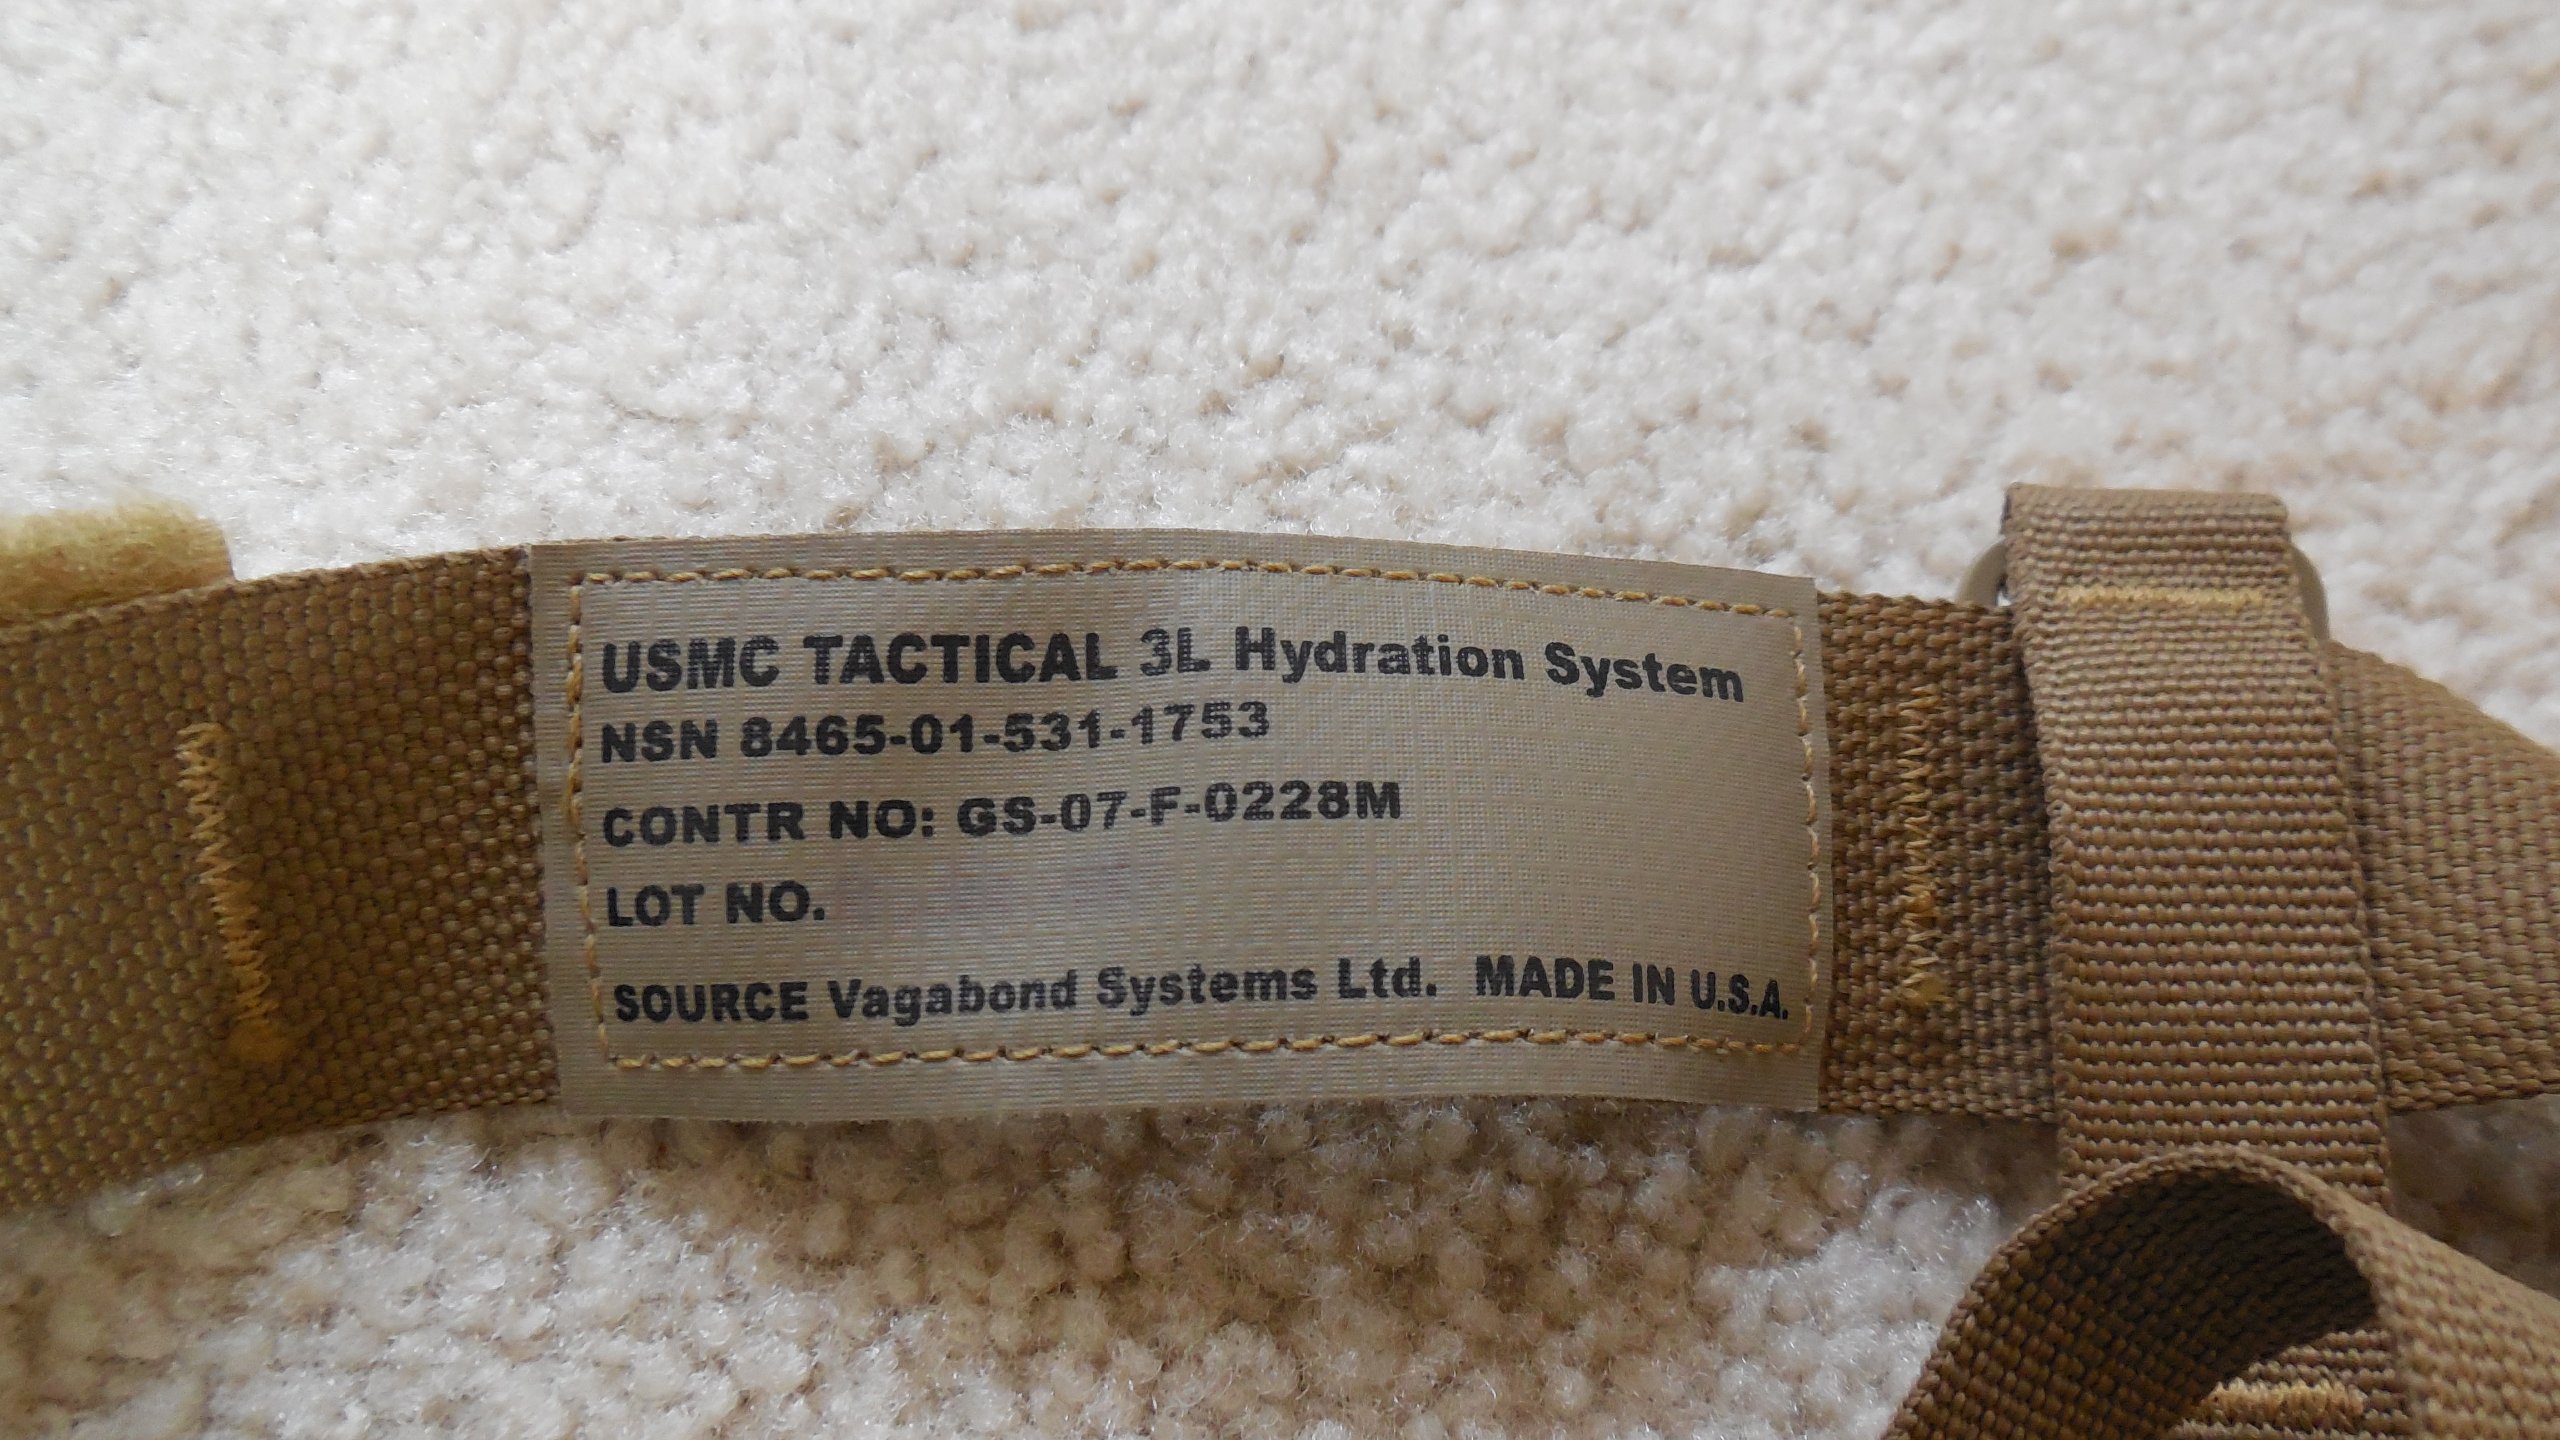 USMC TACTICAL 3L Hydration System
NSN 8465-01-531-1753
CONTR NO: GS-07-F-0228M
LOT NO.
SOURCE Vagabond Systems Ltd. MADE IN U.S.A.